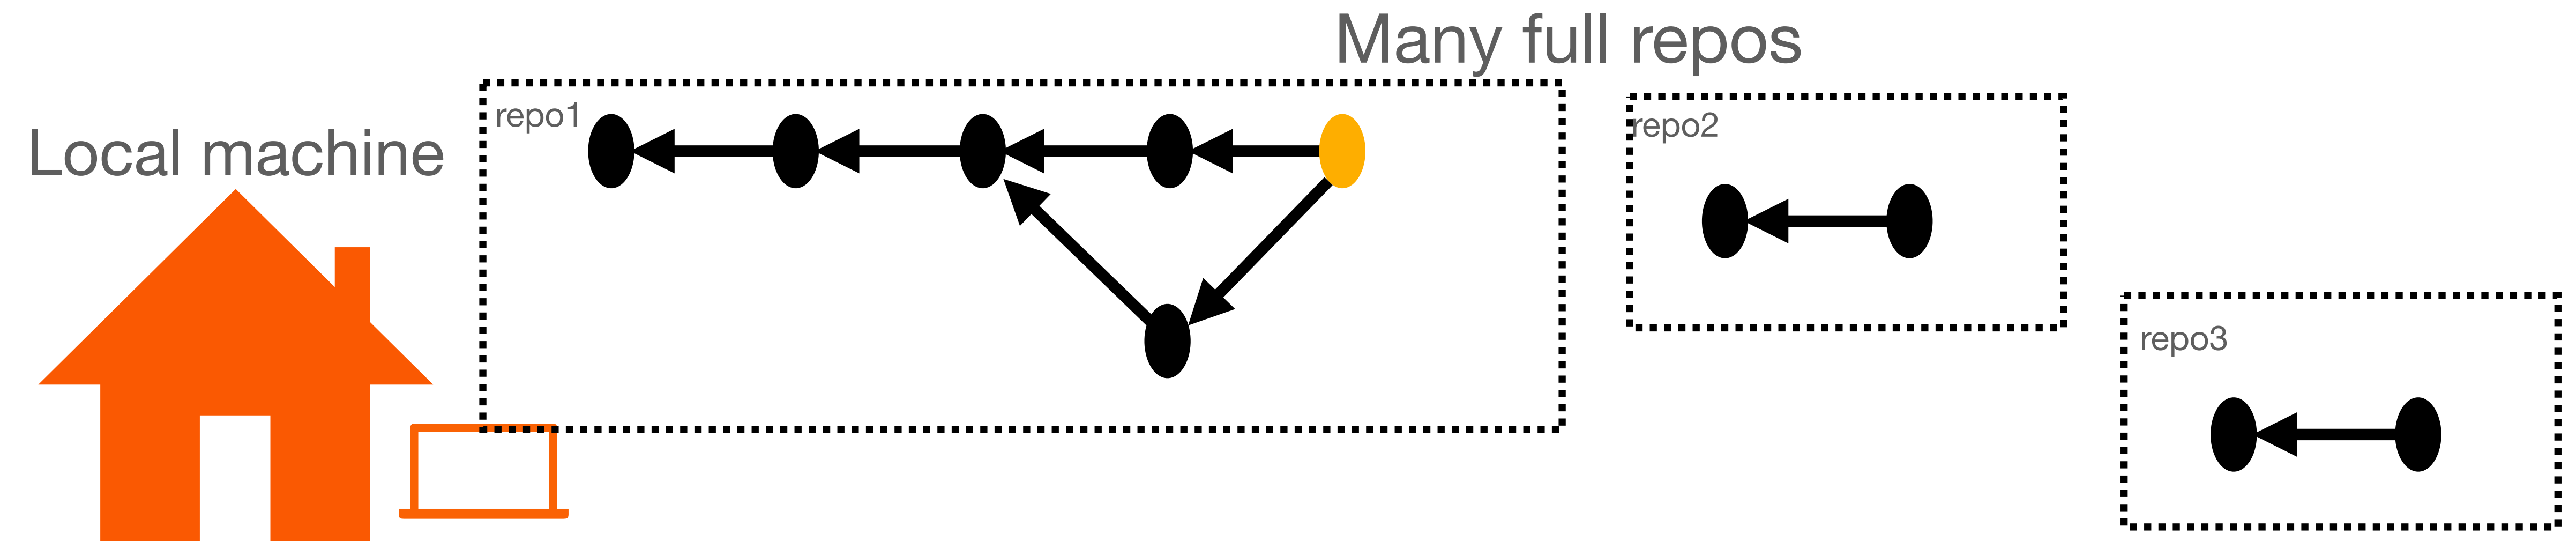 Many full repos
repo1
repo2
Local machine
repo3